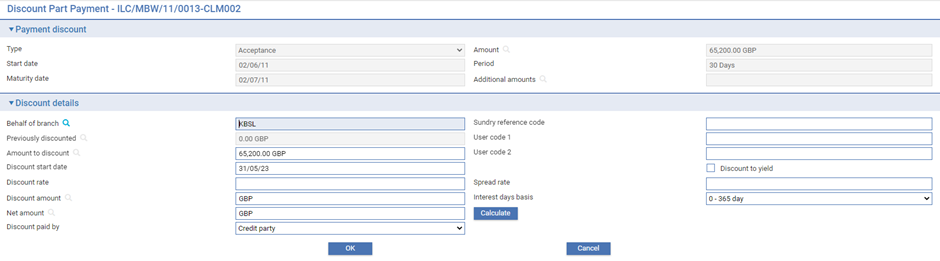 Discount Part Payment - ILC/MBW/11/0013-CLM002
Payment discount
Type Acceptance Amount 65,200.00 GBP
Start date 02/06/11 Period 30 Days
Maturity date 02/07/11 Additional amounts
Discount details
Behalf of branch KBSL Sundry reference code
Previously discounted 0.00 GBP User code 1
Amount to discount 65,200.00 GBP User code 2
Discount start date 31/05/23 Discount to yield
Discount rate Spread rate
Discount amount GBP Interest days basis 0 - 365 day
Net amount GBP Calculate
Discount paid by Credit party
OK Cancel